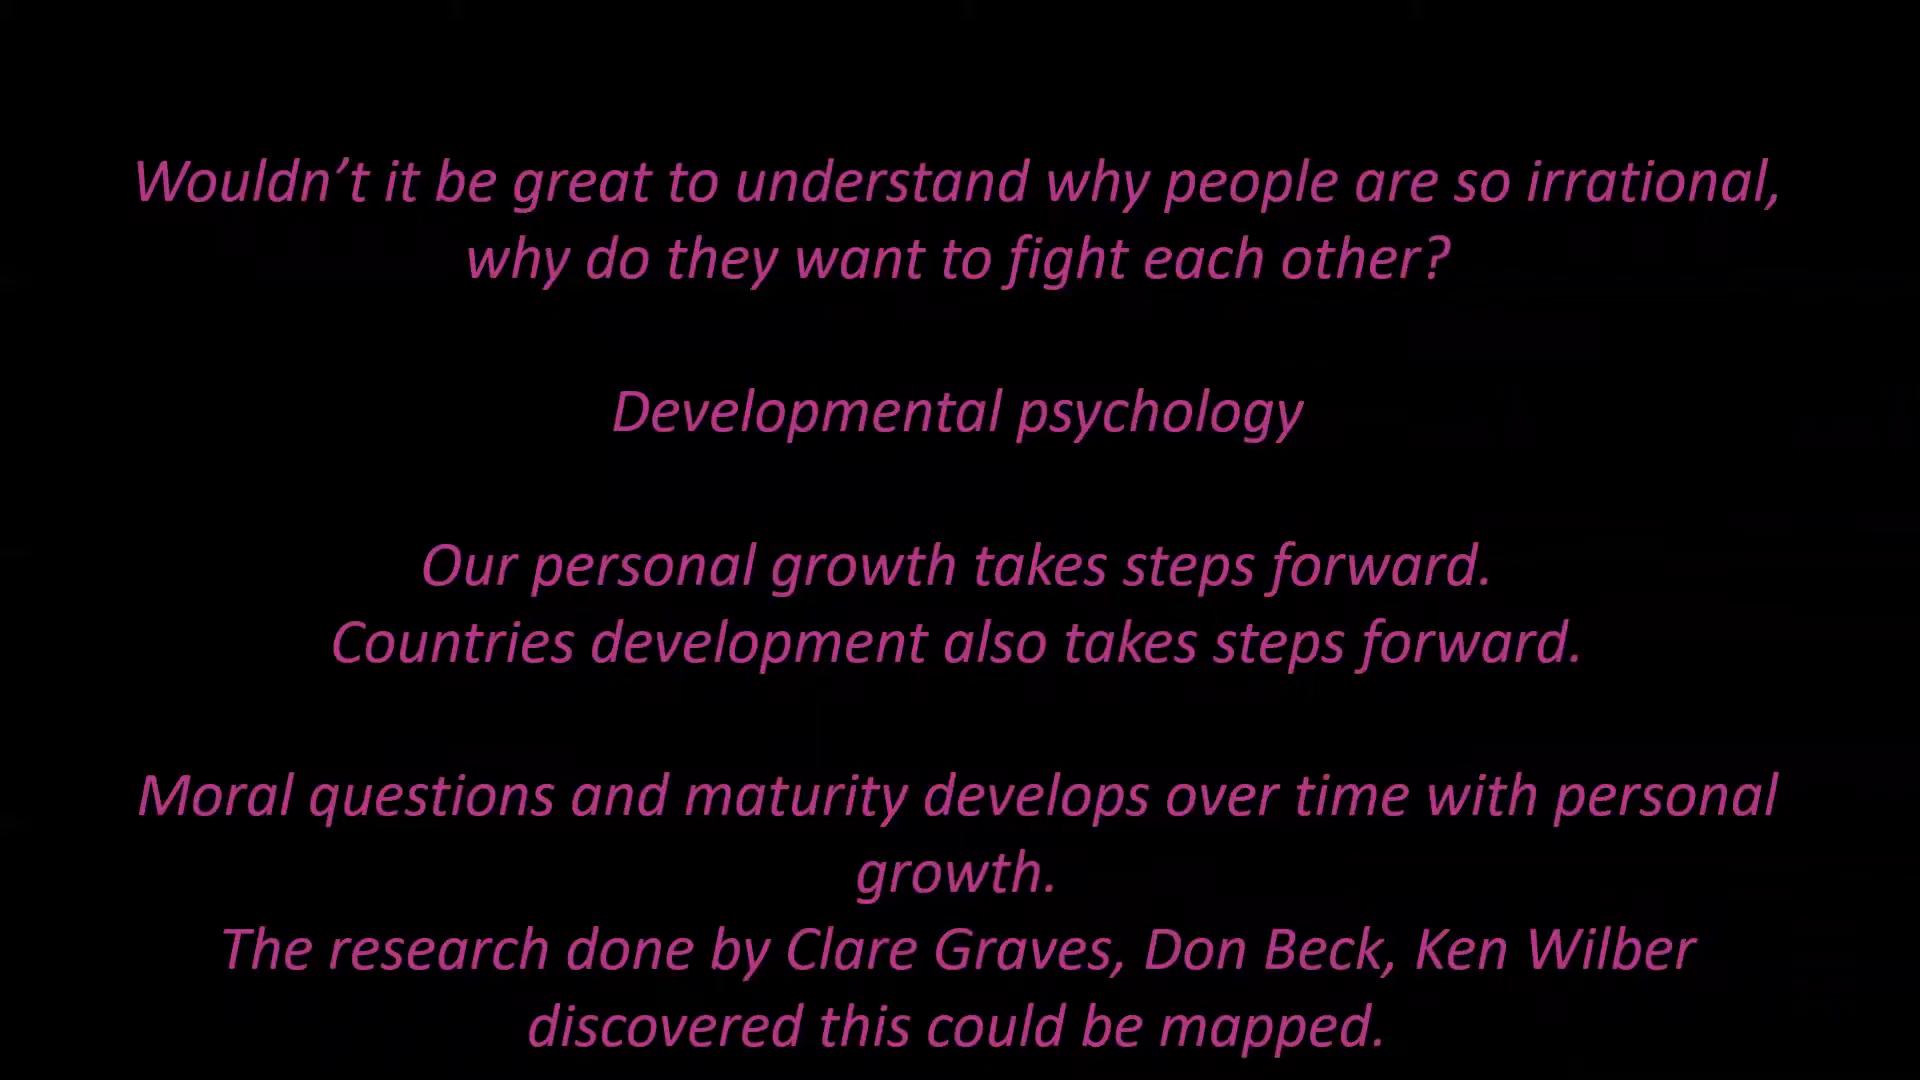 Wouldn’t it be great to understand why people are so irrational,
why do they want to fight each other?
Developmental psychology
Our personal growth takes steps forward.
Countries development also takes steps forward.
Moral questions and maturity develops over time with personal
growth.
The research done by Clare Graves, Don Beck, Ken Wilber
discovered this could be mapped.